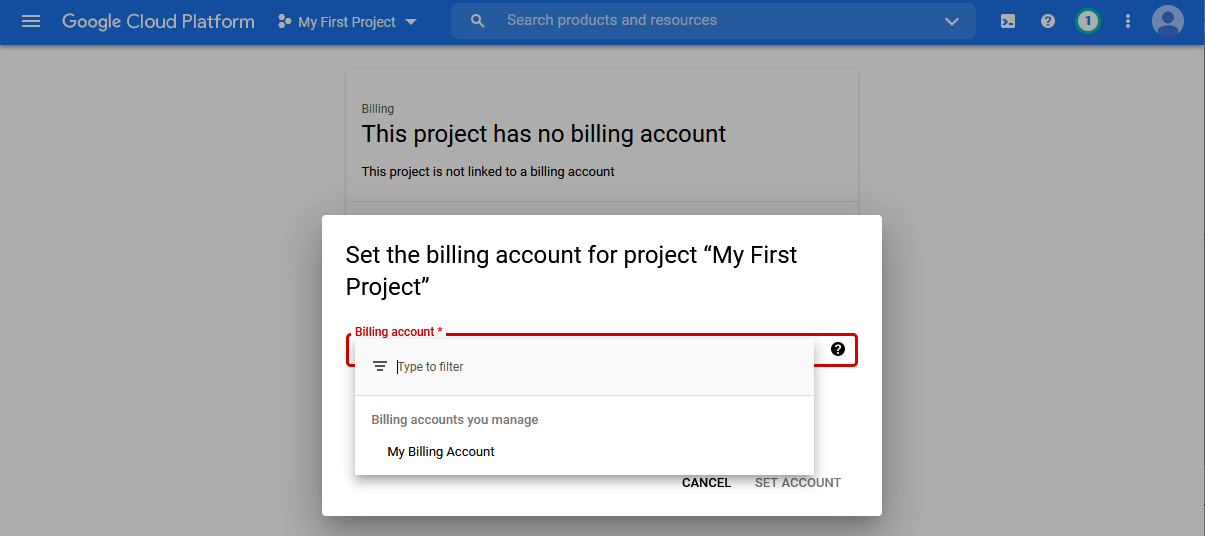 Google Cloud Platform
My First Project
Search products and resources
1
Billing
This project has no billing account
This project is not linked to a billing account
Set the billing account for project “My First
Project”
Billing account *
Type to filter
Billing accounts you manage
My Billing Account
CANCEL
SET ACCOUNT